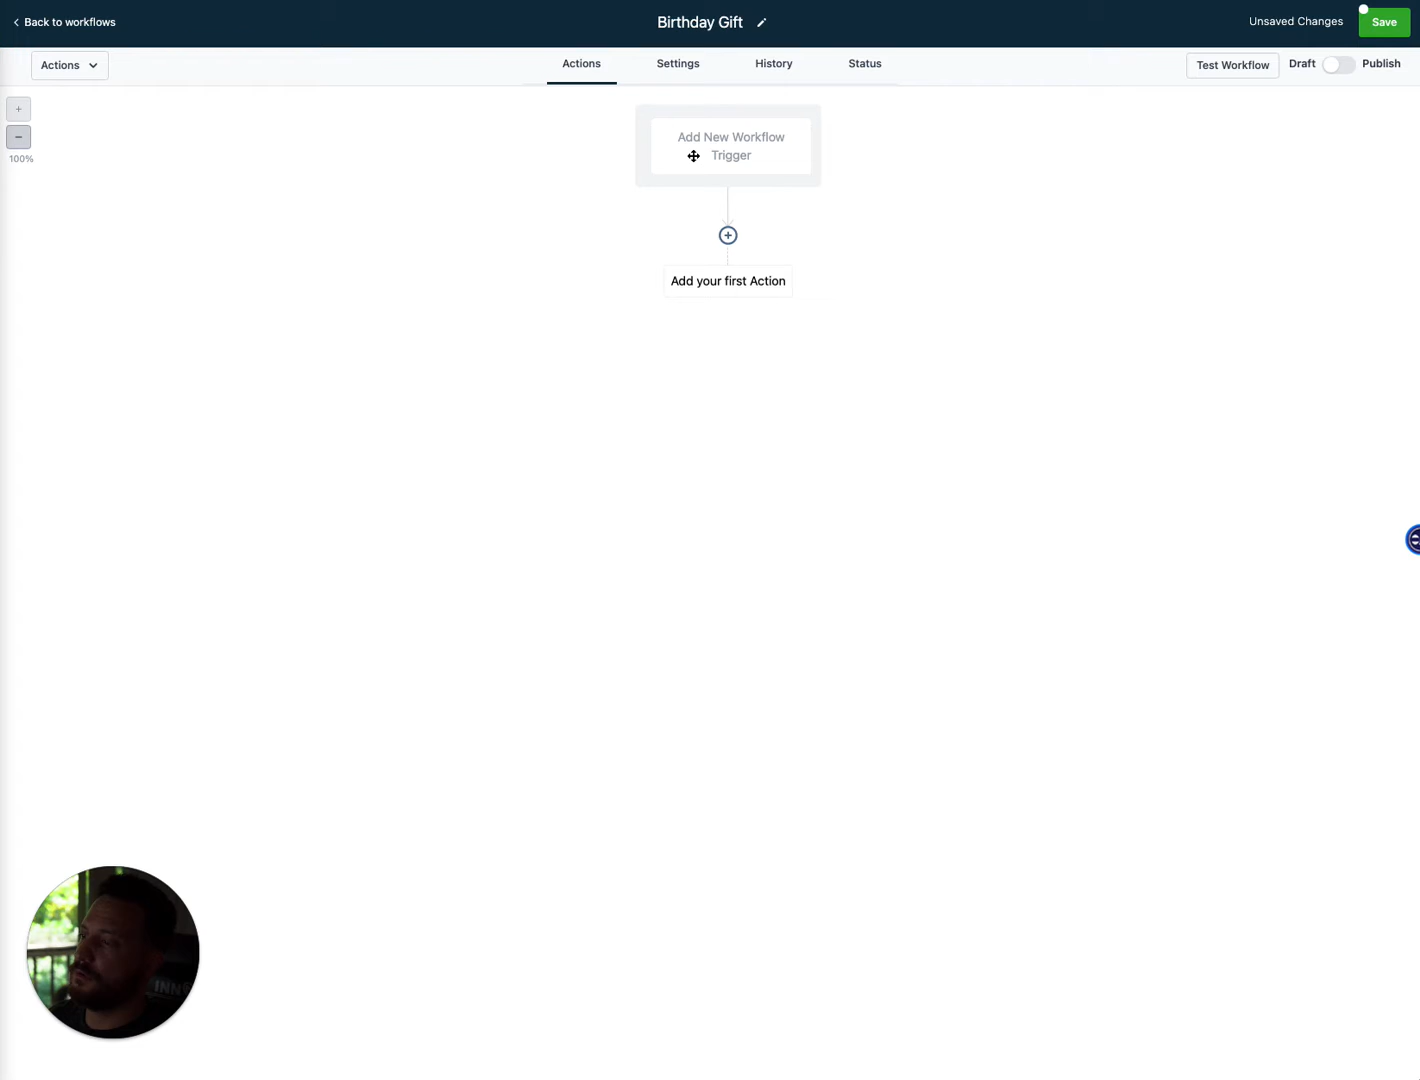 Back to workflows
Birthday Gift
Unsaved Changes
Save
Actions
Actions
Settings
History
Status
Test Workflow
Draft
Publish
+
−
100%
Add New Workflow
Trigger
Add your first Action
INN